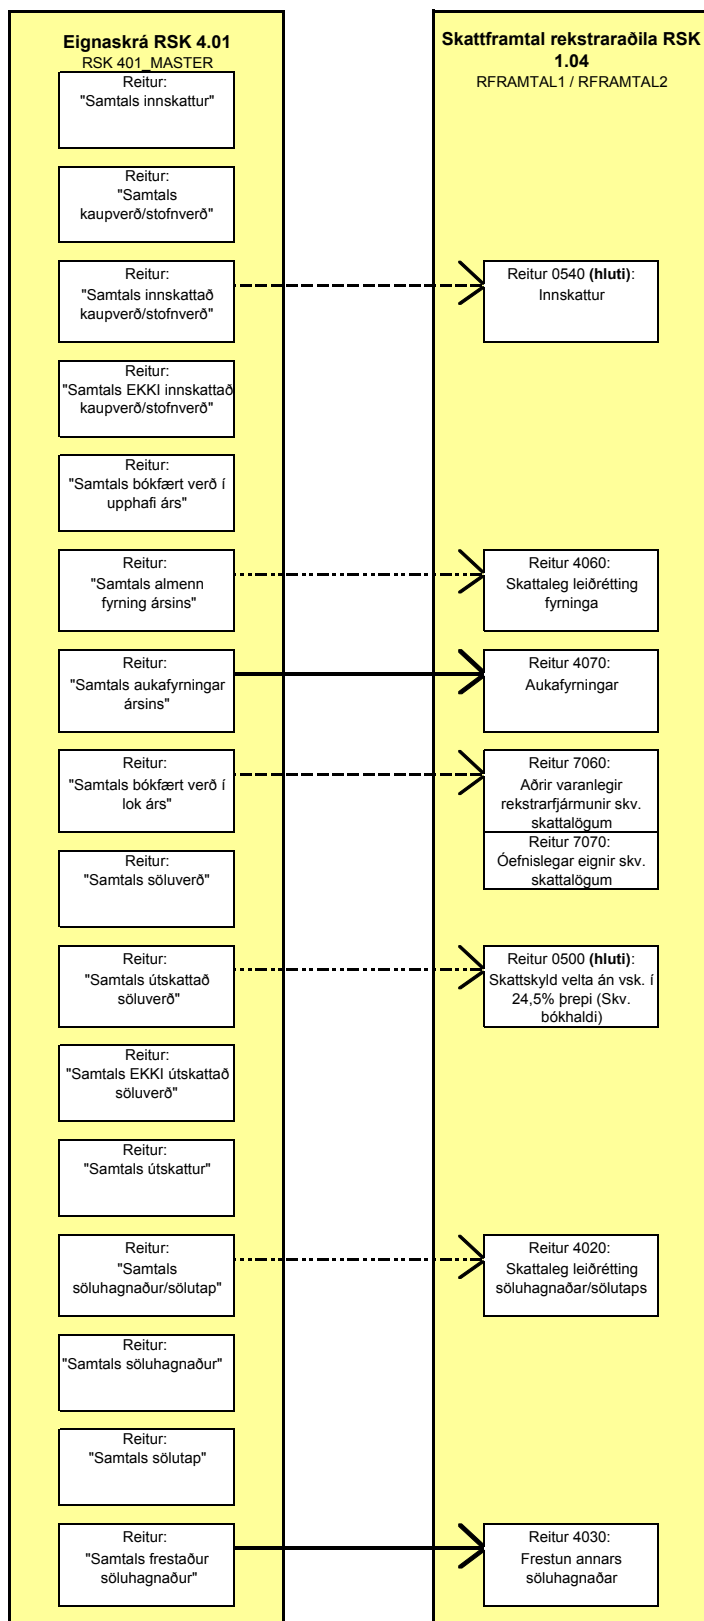 Eignaskrá RSK 4.01
RSK 401_MASTER
Reitur:
"Samtals innskattur"
Reitur:
"Samtals
kaupverð/stofnverð"
Reitur:
"Samtals innskattað
kaupverð/stofnverð"
Reitur:
"Samtals EKKI innskattað
kaupverð/stofnverð"
Reitur:
"Samtals bókfært verð í
upphafi árs"
Reitur:
"Samtals almenn
fyrning ársins"
Reitur:
"Samtals aukafyrningar
ársins"
Reitur:
"Samtals bókfært verð í
lok árs"
Reitur:
"Samtals söluverð"
Reitur:
"Samtals útskattað
söluverð"
Reitur:
"Samtals EKKI útskattað
söluverð"
Reitur:
"Samtals útskattur"
Reitur:
"Samtals
söluhagnaður/sölutap"
Reitur:
"Samtals söluhagnaður"
Reitur:
"Samtals sölutap"
Reitur:
"Samtals frestaður
söluhagnaður"
Skattframtal rekstraraðila RSK
1.04
RFRAMTAL1 / RFRAMTAL2
Reitur 0540 (hluti):
Innskattur
Reitur 4060:
Skattaleg leiðrétting
fyrninga
Reitur 4070:
Aukafyrningar
Reitur 7060:
Aðrir varanlegir
rekstrarfjármunir skv.
skattalögum
Reitur 7070:
Óefnislegar eignir skv.
skattalögum
Reitur 0500 (hluti):
Skattskyld velta án vsk. í
24,5% þrepi (Skv.
bókhaldi)
Reitur 4020:
Skattaleg leiðrétting
söluhagnaðar/sölutaps
Reitur 4030:
Frestun annars
söluhagnaðar